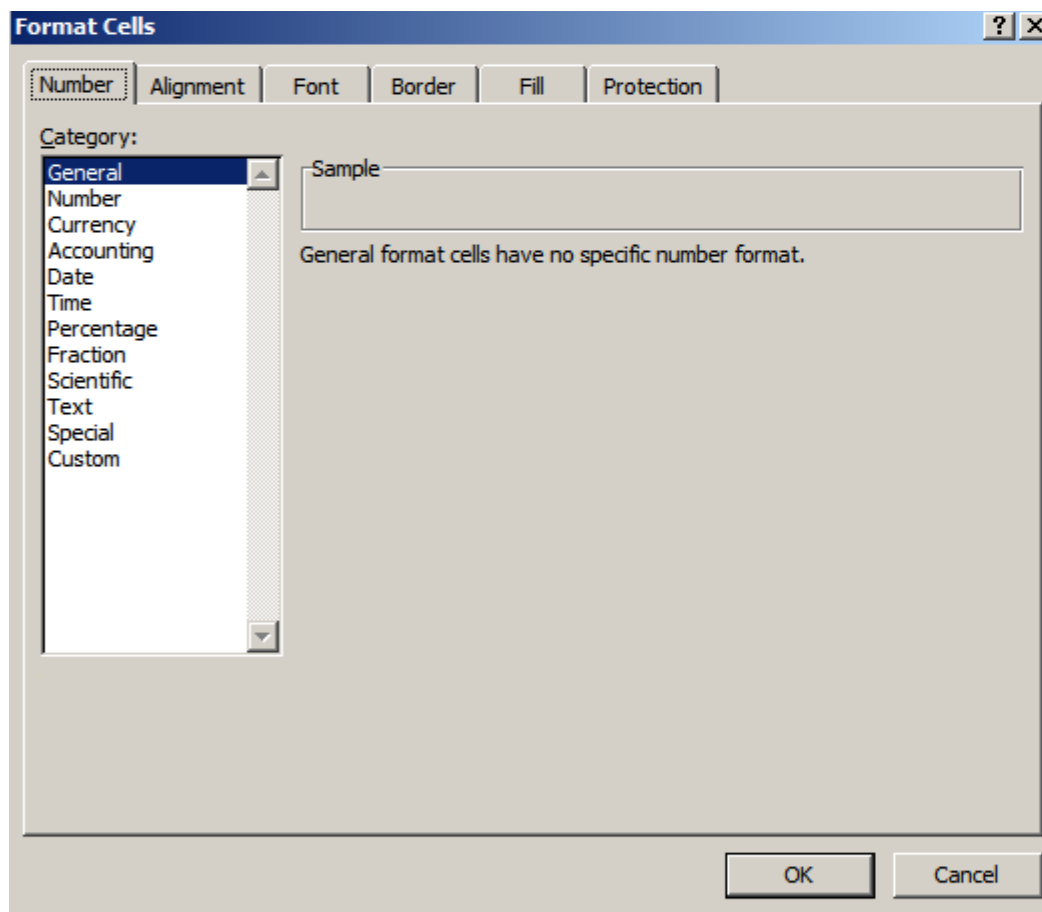 Format Cells
Number Alignment Font Border Fill Protection
Category:
General
Number
Currency
Accounting
Date
Time
Percentage
Fraction
Scientific
Text
Special
Custom
Sample
General format cells have no specific number format.
OK Cancel